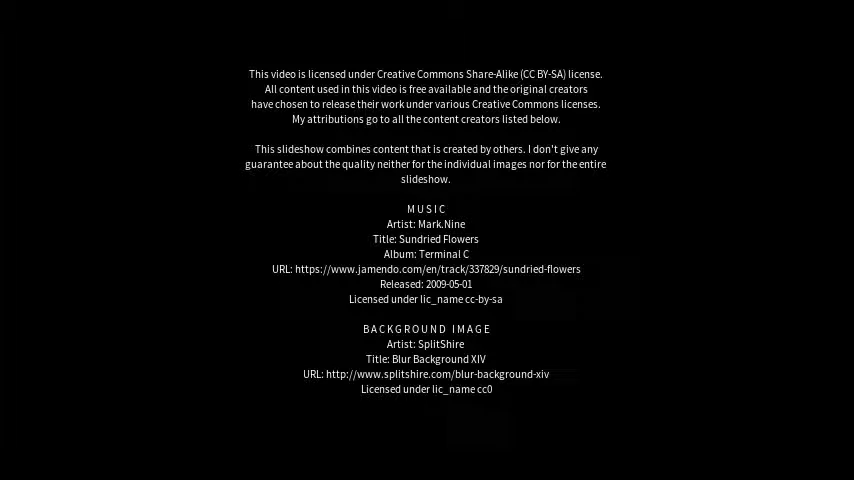 This video is licensed under Creative Commons Share-Alike (CC BY-SA) license.
All content used in this video is free available and the original creators
have chosen to release their work under various Creative Commons licenses.
My attributions go to all the content creators listed below.
This slideshow combines content that is created by others. I don't give any
guarantee about the quality neither for the individual images nor for the entire
slideshow.
MUSIC
Artist: Mark.Nine
Title: Sundried Flowers
Album: Terminal C
URL: https://www.jamendo.com/en/track/337829/sundried-flowers
Released: 2009-05-01
Licensed under lic_name cc-by-sa
BACKGROUND IMAGE
Artist: SplitShire
Title: Blur Background XIV
URL: http://www.splitshire.com/blur-background-xiv
Licensed under lic_name cc0